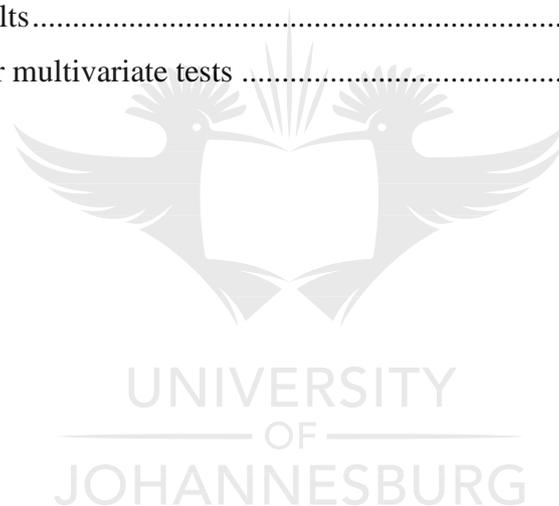 lts..............................................................
r multivariate tests .....................................
UNIVERSITY
OF
JOHANNESBURG